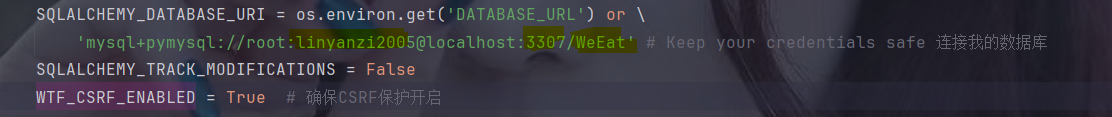 SQLALCHEMY_DATABASE_URI = os.environ.get('DATABASE_URL') or \
'mysql+pymysql://root:linyanzi2005@localhost:3307/WeEat' # Keep your credentials safe 连接我的数据库
SQLALCHEMY_TRACK_MODIFICATIONS = False
WTF_CSRF_ENABLED = True # 确保CSRF保护开启